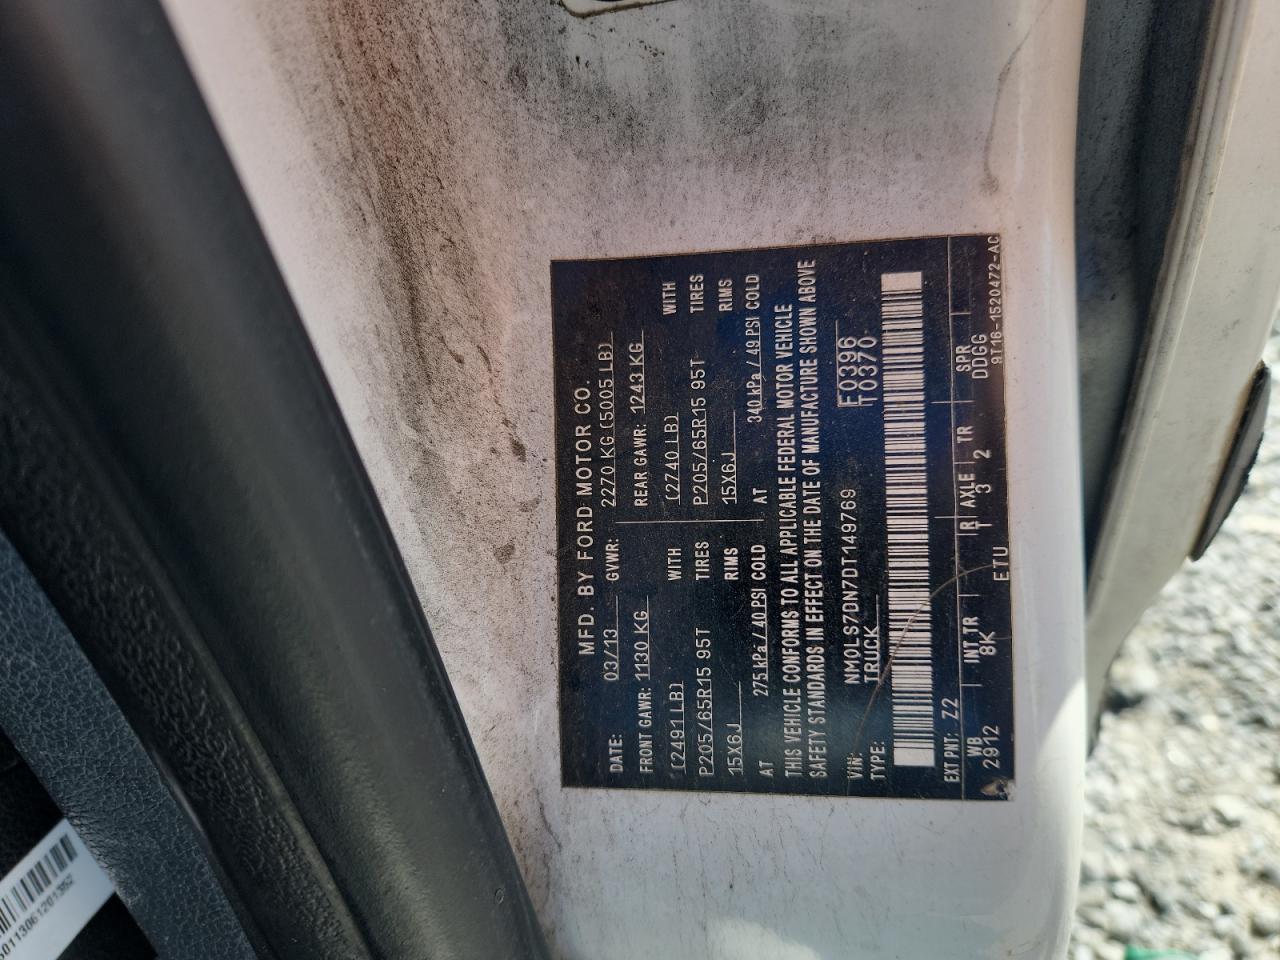 MFD. BY FORD MOTOR CO.
DATE: 03/13 GVWR: 2270 KG (5005 LB)
FRONT GAWR: 1130 KG REAR GAWR: 1243 KG
(2491 LB) WITH (2740 LB) WITH
P205/65R15 95T TIRES P205/65R15 95T TIRES
15X6J RIMS 15X6J RIMS
AT 275 kPa / 40 PSI COLD AT 340 kPa / 49 PSI COLD
THIS VEHICLE CONFORMS TO ALL APPLICABLE FEDERAL MOTOR VEHICLE
SAFETY STANDARDS IN EFFECT ON THE DATE OF MANUFACTURE SHOWN ABOVE
VIN: NM0LS7DN7DT149769 F0396
TYPE: TRUCK T0370
EXT PNT: Z2
WB INT TR R AXLE TR SPR
2912 8K T 3 2 DDGG
ETU 9T16-1520472-AC